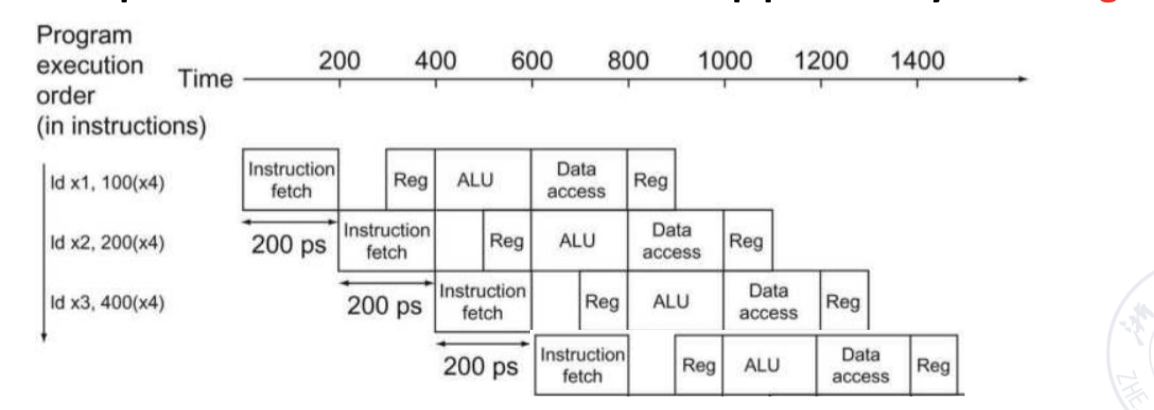 Program
execution
order
(in instructions)
Time
200 400 600 800 1000 1200 1400
ld x1, 100(x4)
Instruction
fetch
Reg ALU
Data
access
Reg
200 ps
ld x2, 200(x4)
Instruction
fetch
Reg ALU
Data
access
Reg
200 ps
ld x3, 400(x4)
Instruction
fetch
Reg ALU
Data
access
Reg
200 ps
Instruction
fetch
Reg ALU
Data
access
Reg
ZHE